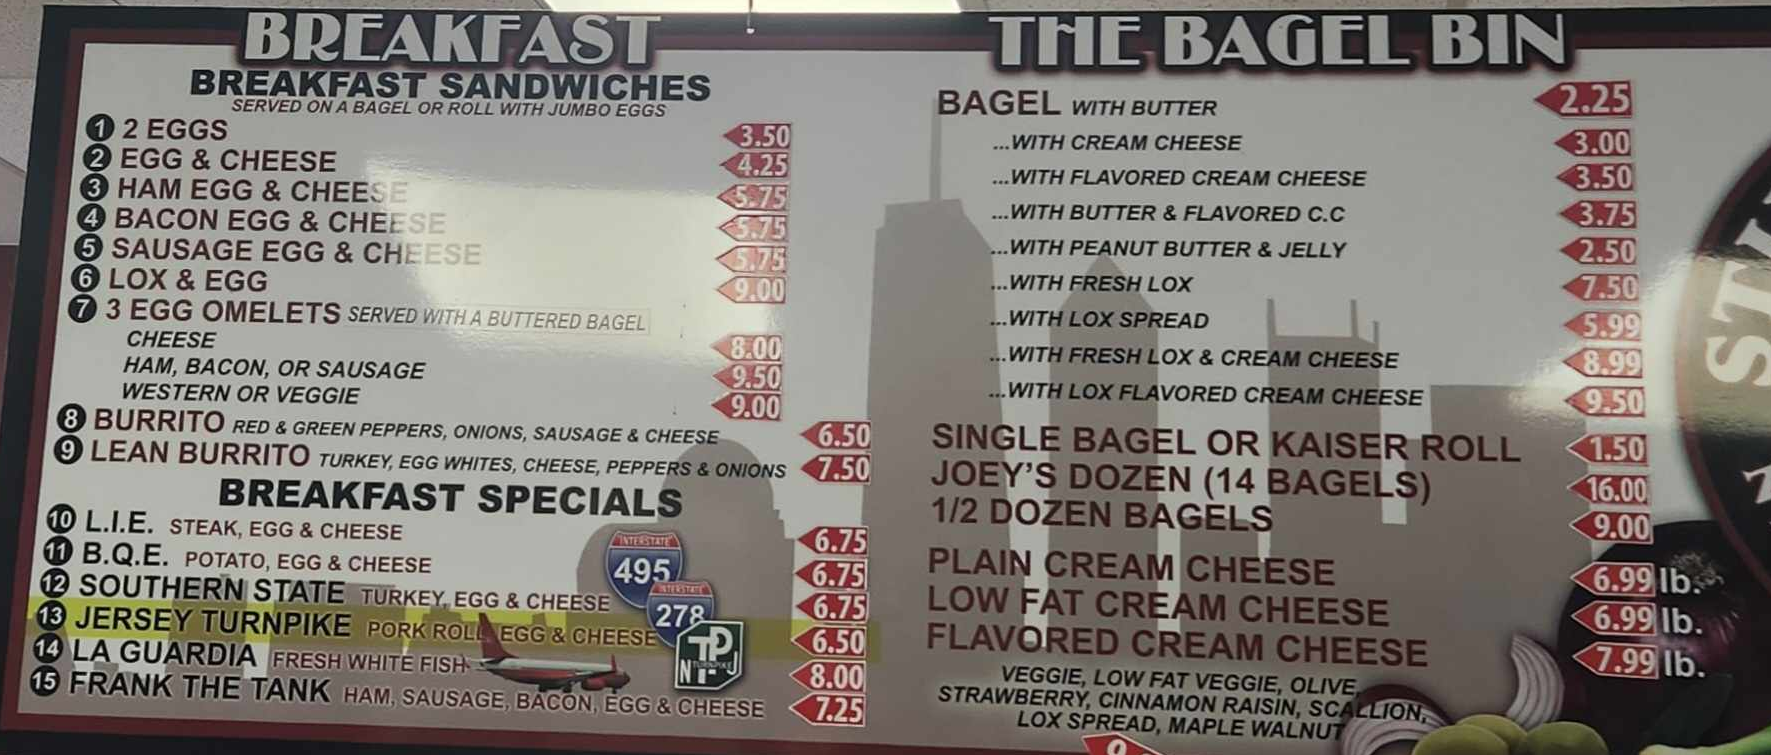 BREAKFAST
BREAKFAST SANDWICHES
SERVED ON A BAGEL OR ROLL WITH JUMBO EGGS
1 2 EGGS 3.50
2 EGG & CHEESE 4.25
3 HAM EGG & CHEESE 5.75
4 BACON EGG & CHEESE 5.75
5 SAUSAGE EGG & CHEESE 5.75
6 LOX & EGG 9.00
7 3 EGG OMELETS SERVED WITH A BUTTERED BAGEL
CHEESE 8.00
HAM, BACON, OR SAUSAGE 9.50
WESTERN OR VEGGIE 9.00
8 BURRITO RED & GREEN PEPPERS, ONIONS, SAUSAGE & CHEESE 6.50
9 LEAN BURRITO TURKEY, EGG WHITES, CHEESE, PEPPERS & ONIONS 7.50
BREAKFAST SPECIALS
10 L.I.E. STEAK, EGG & CHEESE 6.75
11 B.Q.E. POTATO, EGG & CHEESE 6.75
12 SOUTHERN STATE TURKEY, EGG & CHEESE 6.75
13 JERSEY TURNPIKE PORK ROLL EGG & CHEESE 6.50
14 LA GUARDIA FRESH WHITE FISH 8.00
15 FRANK THE TANK HAM, SAUSAGE, BACON, EGG & CHEESE 7.25
INTERSTATE
495
INTERSTATE
278
TP
N TURNPIKE J
THE BAGEL BIN
BAGEL WITH BUTTER 2.25
...WITH CREAM CHEESE 3.00
...WITH FLAVORED CREAM CHEESE 3.50
...WITH BUTTER & FLAVORED C.C 3.75
...WITH PEANUT BUTTER & JELLY 2.50
...WITH FRESH LOX 7.50
...WITH LOX SPREAD 5.99
...WITH FRESH LOX & CREAM CHEESE 8.99
...WITH LOX FLAVORED CREAM CHEESE 9.50
SINGLE BAGEL OR KAISER ROLL 1.50
JOEY'S DOZEN (14 BAGELS) 16.00
1/2 DOZEN BAGELS 9.00
PLAIN CREAM CHEESE 6.99 lb.
LOW FAT CREAM CHEESE 6.99 lb.
FLAVORED CREAM CHEESE 7.99 lb.
VEGGIE, LOW FAT VEGGIE, OLIVE,
STRAWBERRY, CINNAMON RAISIN, SCALLION,
LOX SPREAD, MAPLE WALNUT